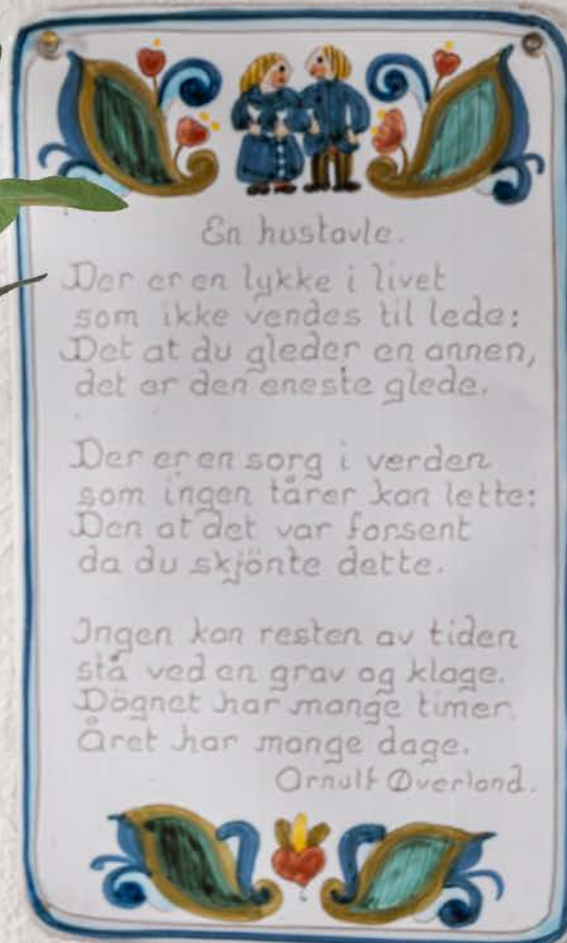 En hustavle.
Der er en lykke i livet
som ikke vendes til lede:
Det at du gleder en annen,
det er den eneste glede.
Der er en sorg i verden
som ingen tårer kan lette:
Den at det var forsent
da du skjönte dette.
Ingen kan resten av tiden
stå ved en grav og klage.
Dögnet har mange timer.
Året har mange dage.
Arnulf Øverland.